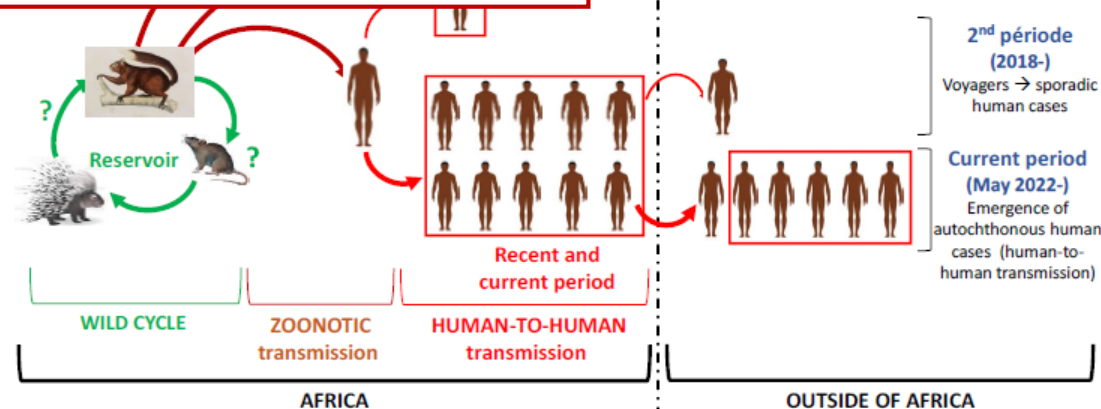 2nd période
(2018-)
Voyagers → sporadic
human cases
?
Reservoir
?
Current period
(May 2022-)
Emergence of
autochthonous human
cases (human-to-
human transmission)
Recent and
current period
WILD CYCLE
ZOONOTIC
transmission
HUMAN-TO-HUMAN
transmission
AFRICA
OUTSIDE OF AFRICA